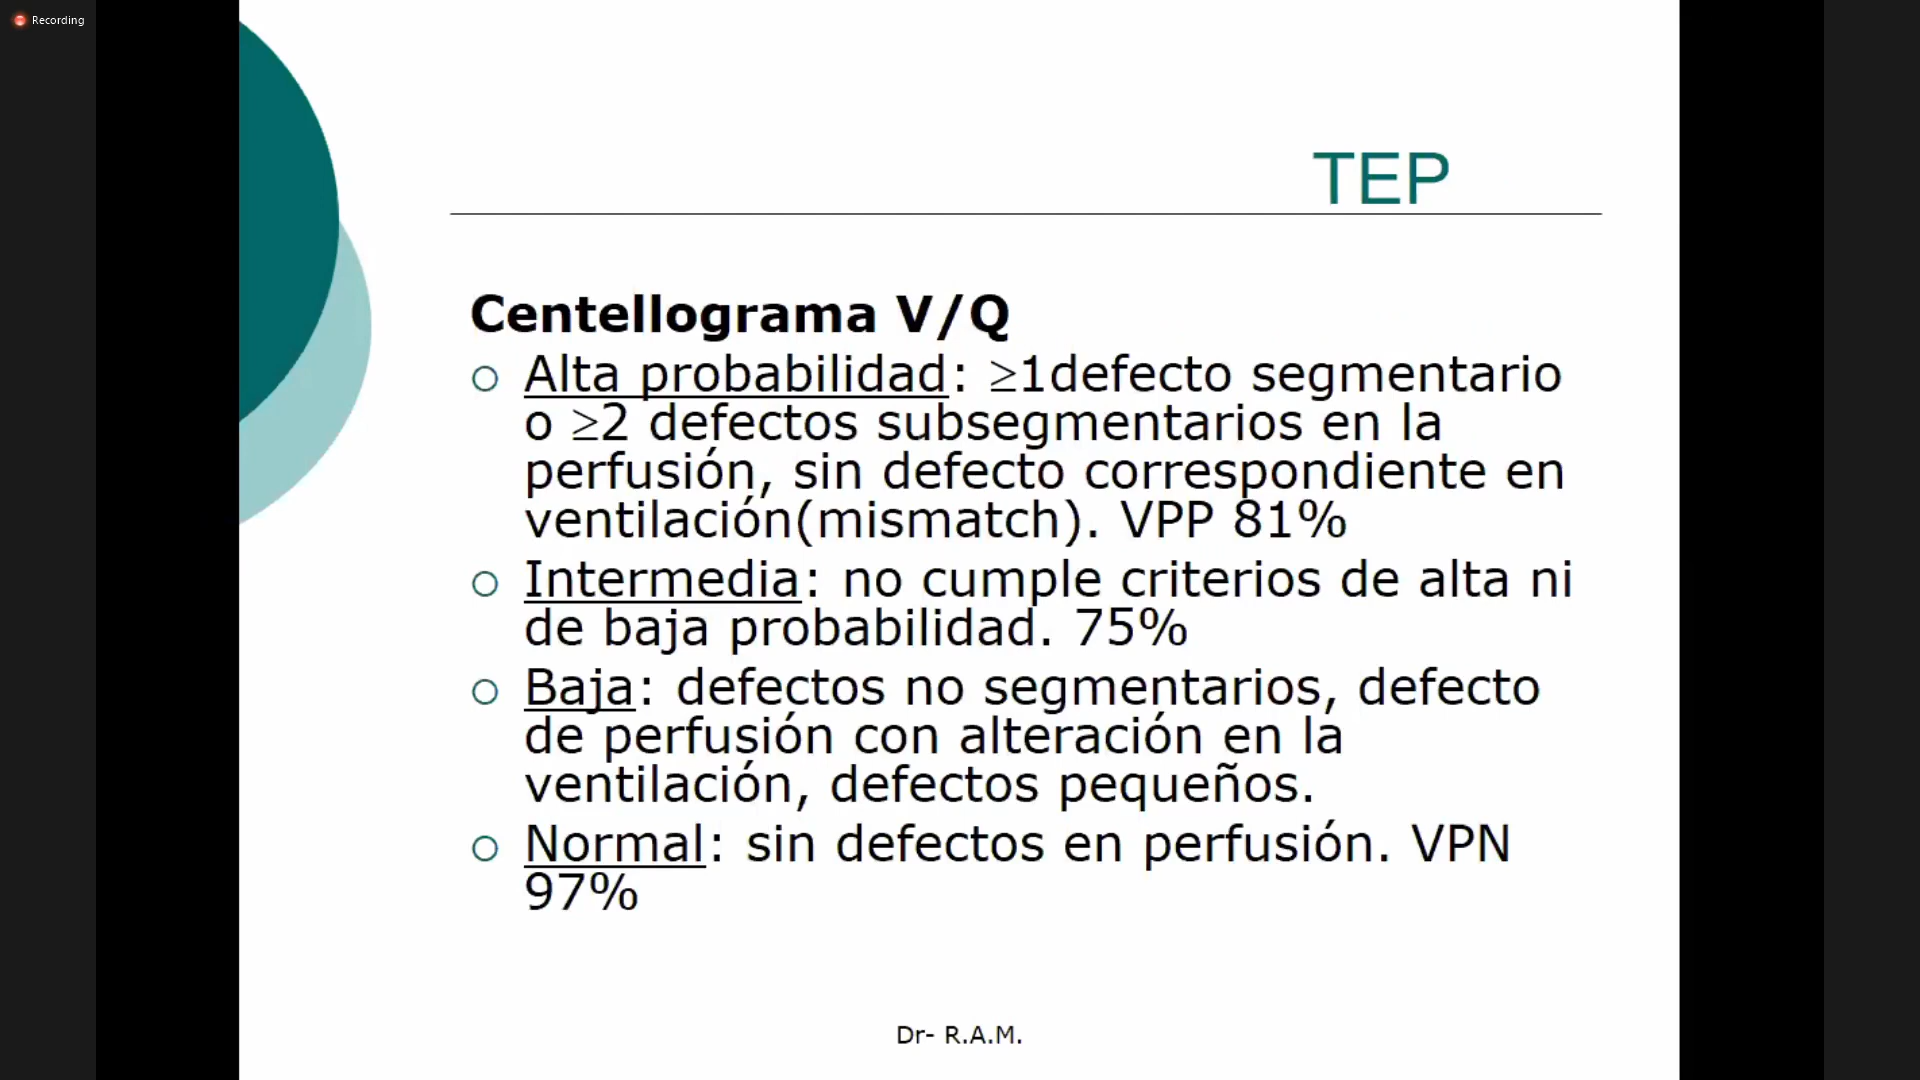 Recording
TEP
Centellograma V/Q
Alta probabilidad: ≥1defecto segmentario
o ≥2 defectos subsegmentarios en la
perfusión, sin defecto correspondiente en
ventilación(mismatch). VPP 81%
Intermedia: no cumple criterios de alta ni
de baja probabilidad. 75%
Baja: defectos no segmentarios, defecto
de perfusión con alteración en la
ventilación, defectos pequeños.
Normal: sin defectos en perfusión. VPN
97%
Dr- R.A.M.